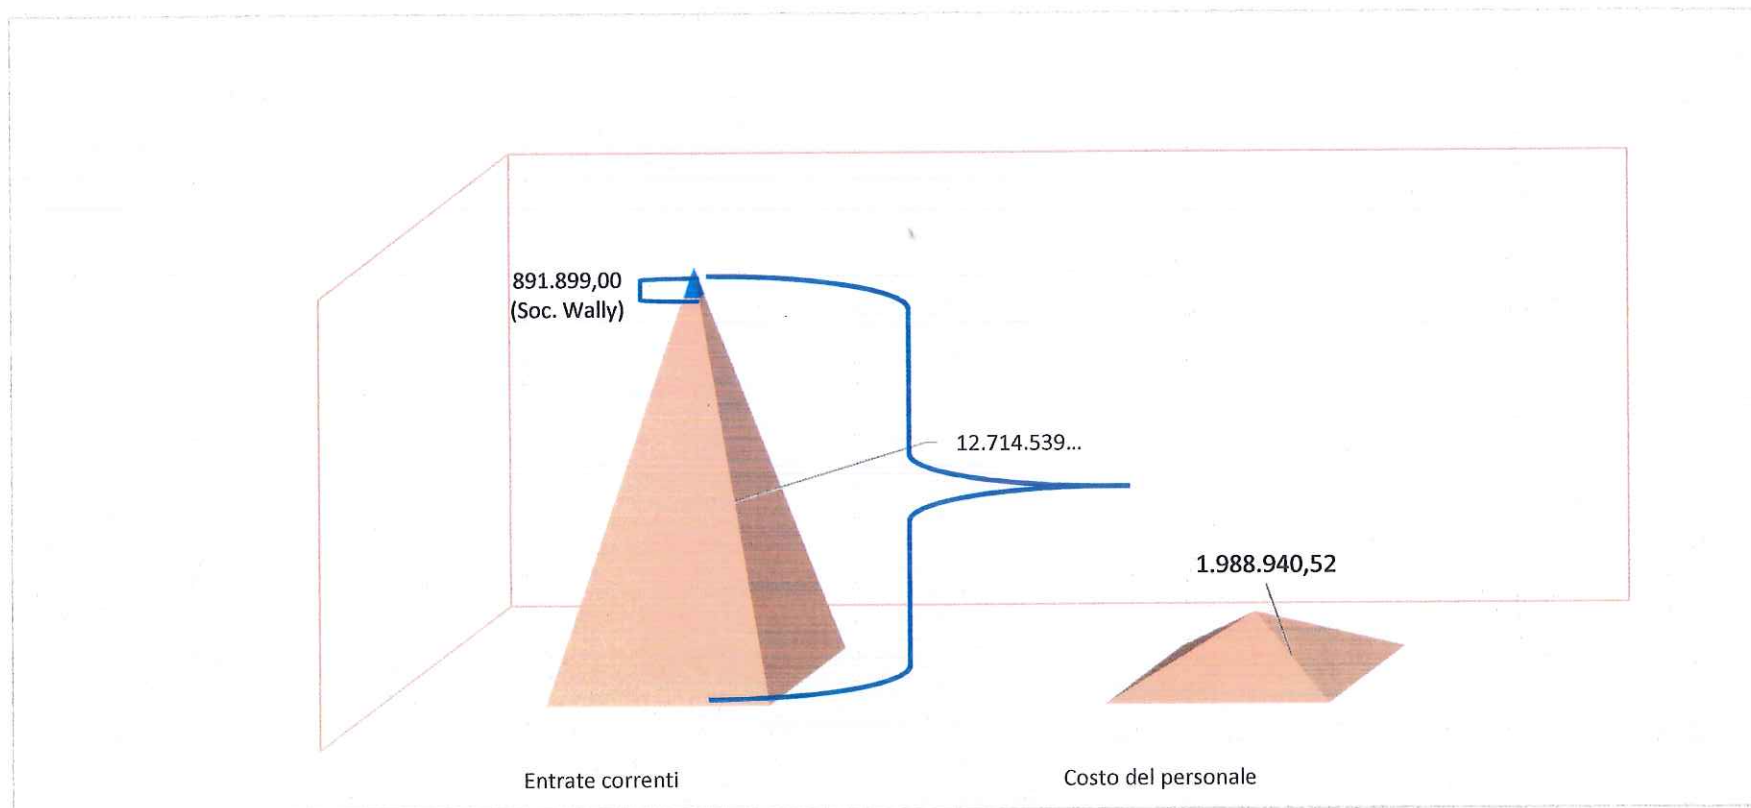 891.899,00
(Soc. Wally)
12.714.539...
1.988.940,52
Entrate correnti
Costo del personale